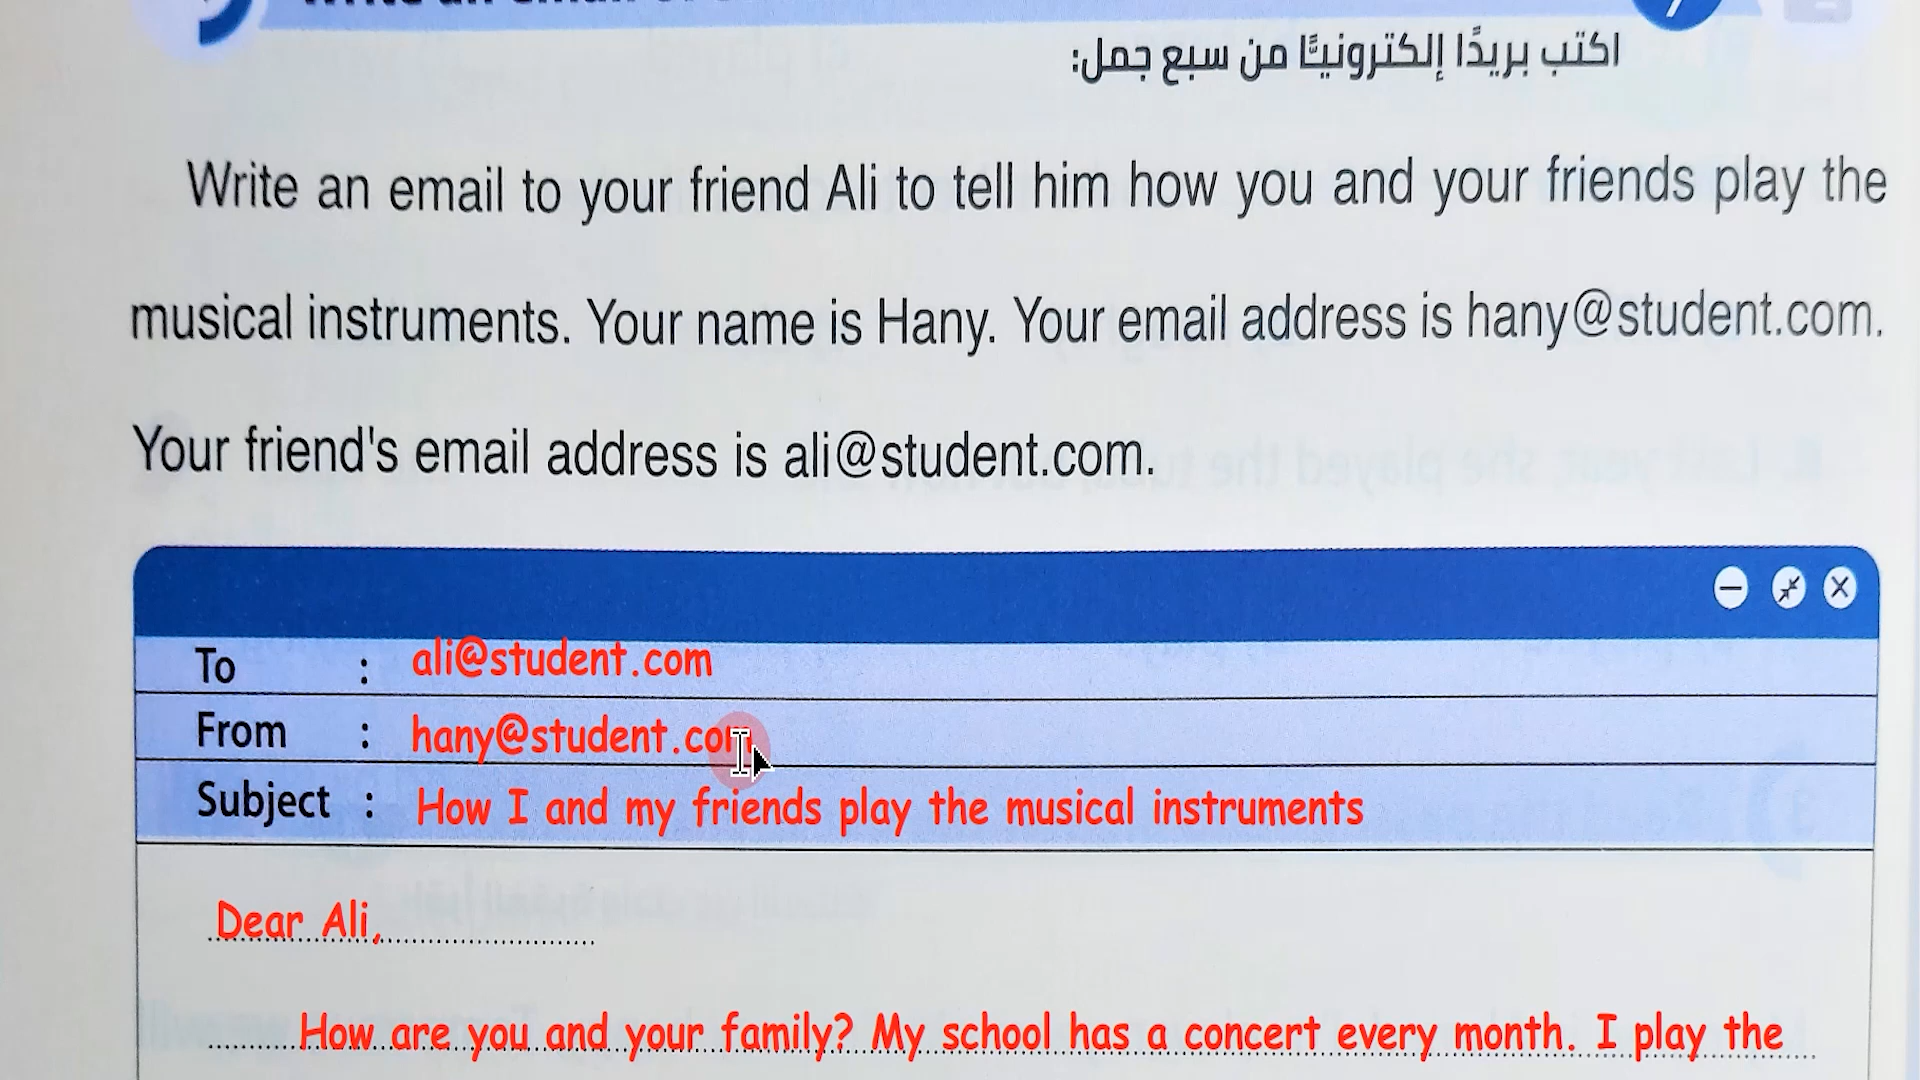 اكتب بريدًا إلكترونيًّا من سبع جمل:
Write an email to your friend Ali to tell him how you and your friends play the
musical instruments. Your name is Hany. Your email address is hany@student.com.
Your friend's email address is ali@student.com.
To : ali@student.com
From : hany@student.com
Subject : How I and my friends play the musical instruments
Dear Ali,
How are you and your family? My school has a concert every month. I play the